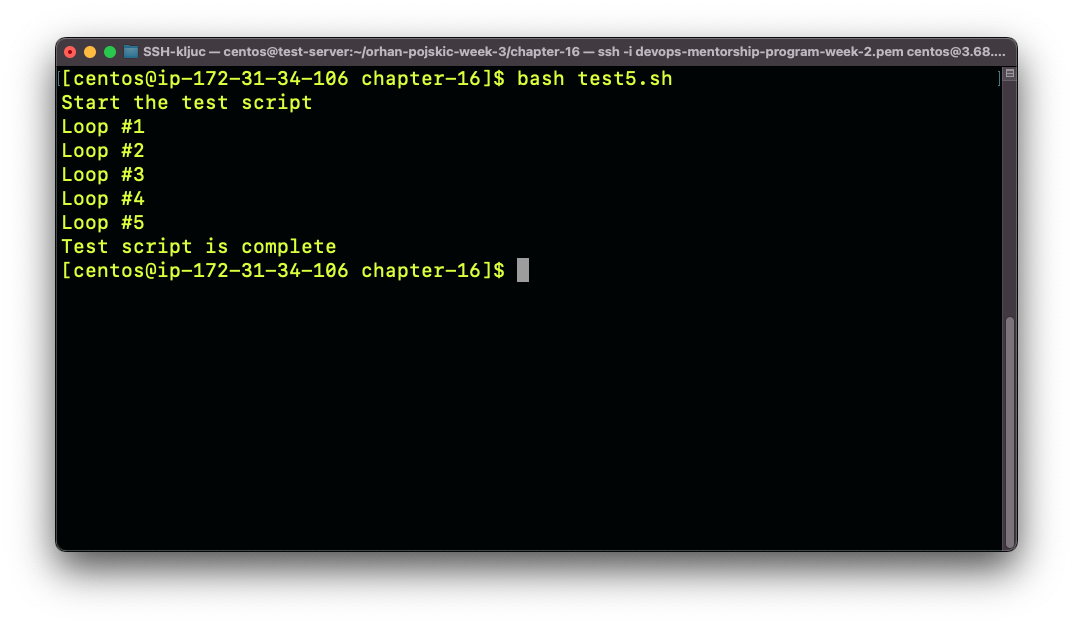 SSH-kljuc — centos@test-server:~/orhan-pojskic-week-3/chapter-16 — ssh -i devops-mentorship-program-week-2.pem centos@3.68....
[centos@ip-172-31-34-106 chapter-16]$ bash test5.sh
Start the test script
Loop #1
Loop #2
Loop #3
Loop #4
Loop #5
Test script is complete
[centos@ip-172-31-34-106 chapter-16]$